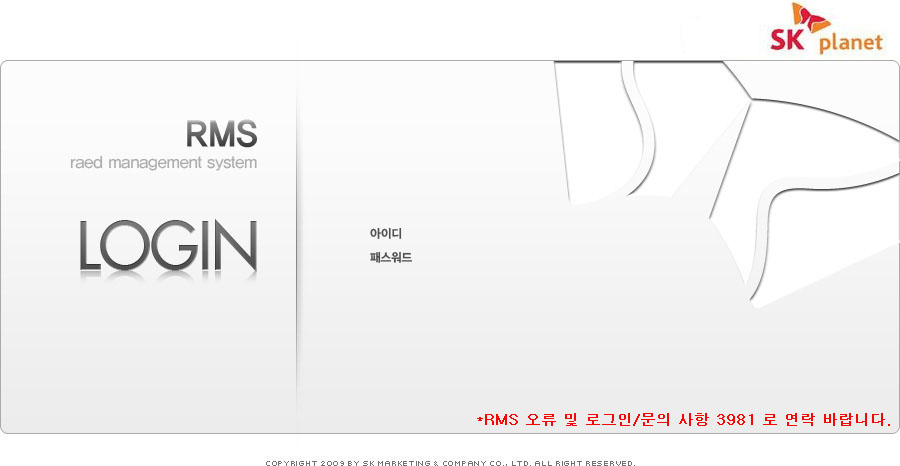 SK planet
RMS
raed management system
LOGIN
아이디
패스워드
*RMS 오류 및 로그인/문의 사항 3981 로 연락 바랍니다.
COPYRIGHT 2009 BY SK MARKETING & COMPANY CO., LTD. ALL RIGHT RESERVED.